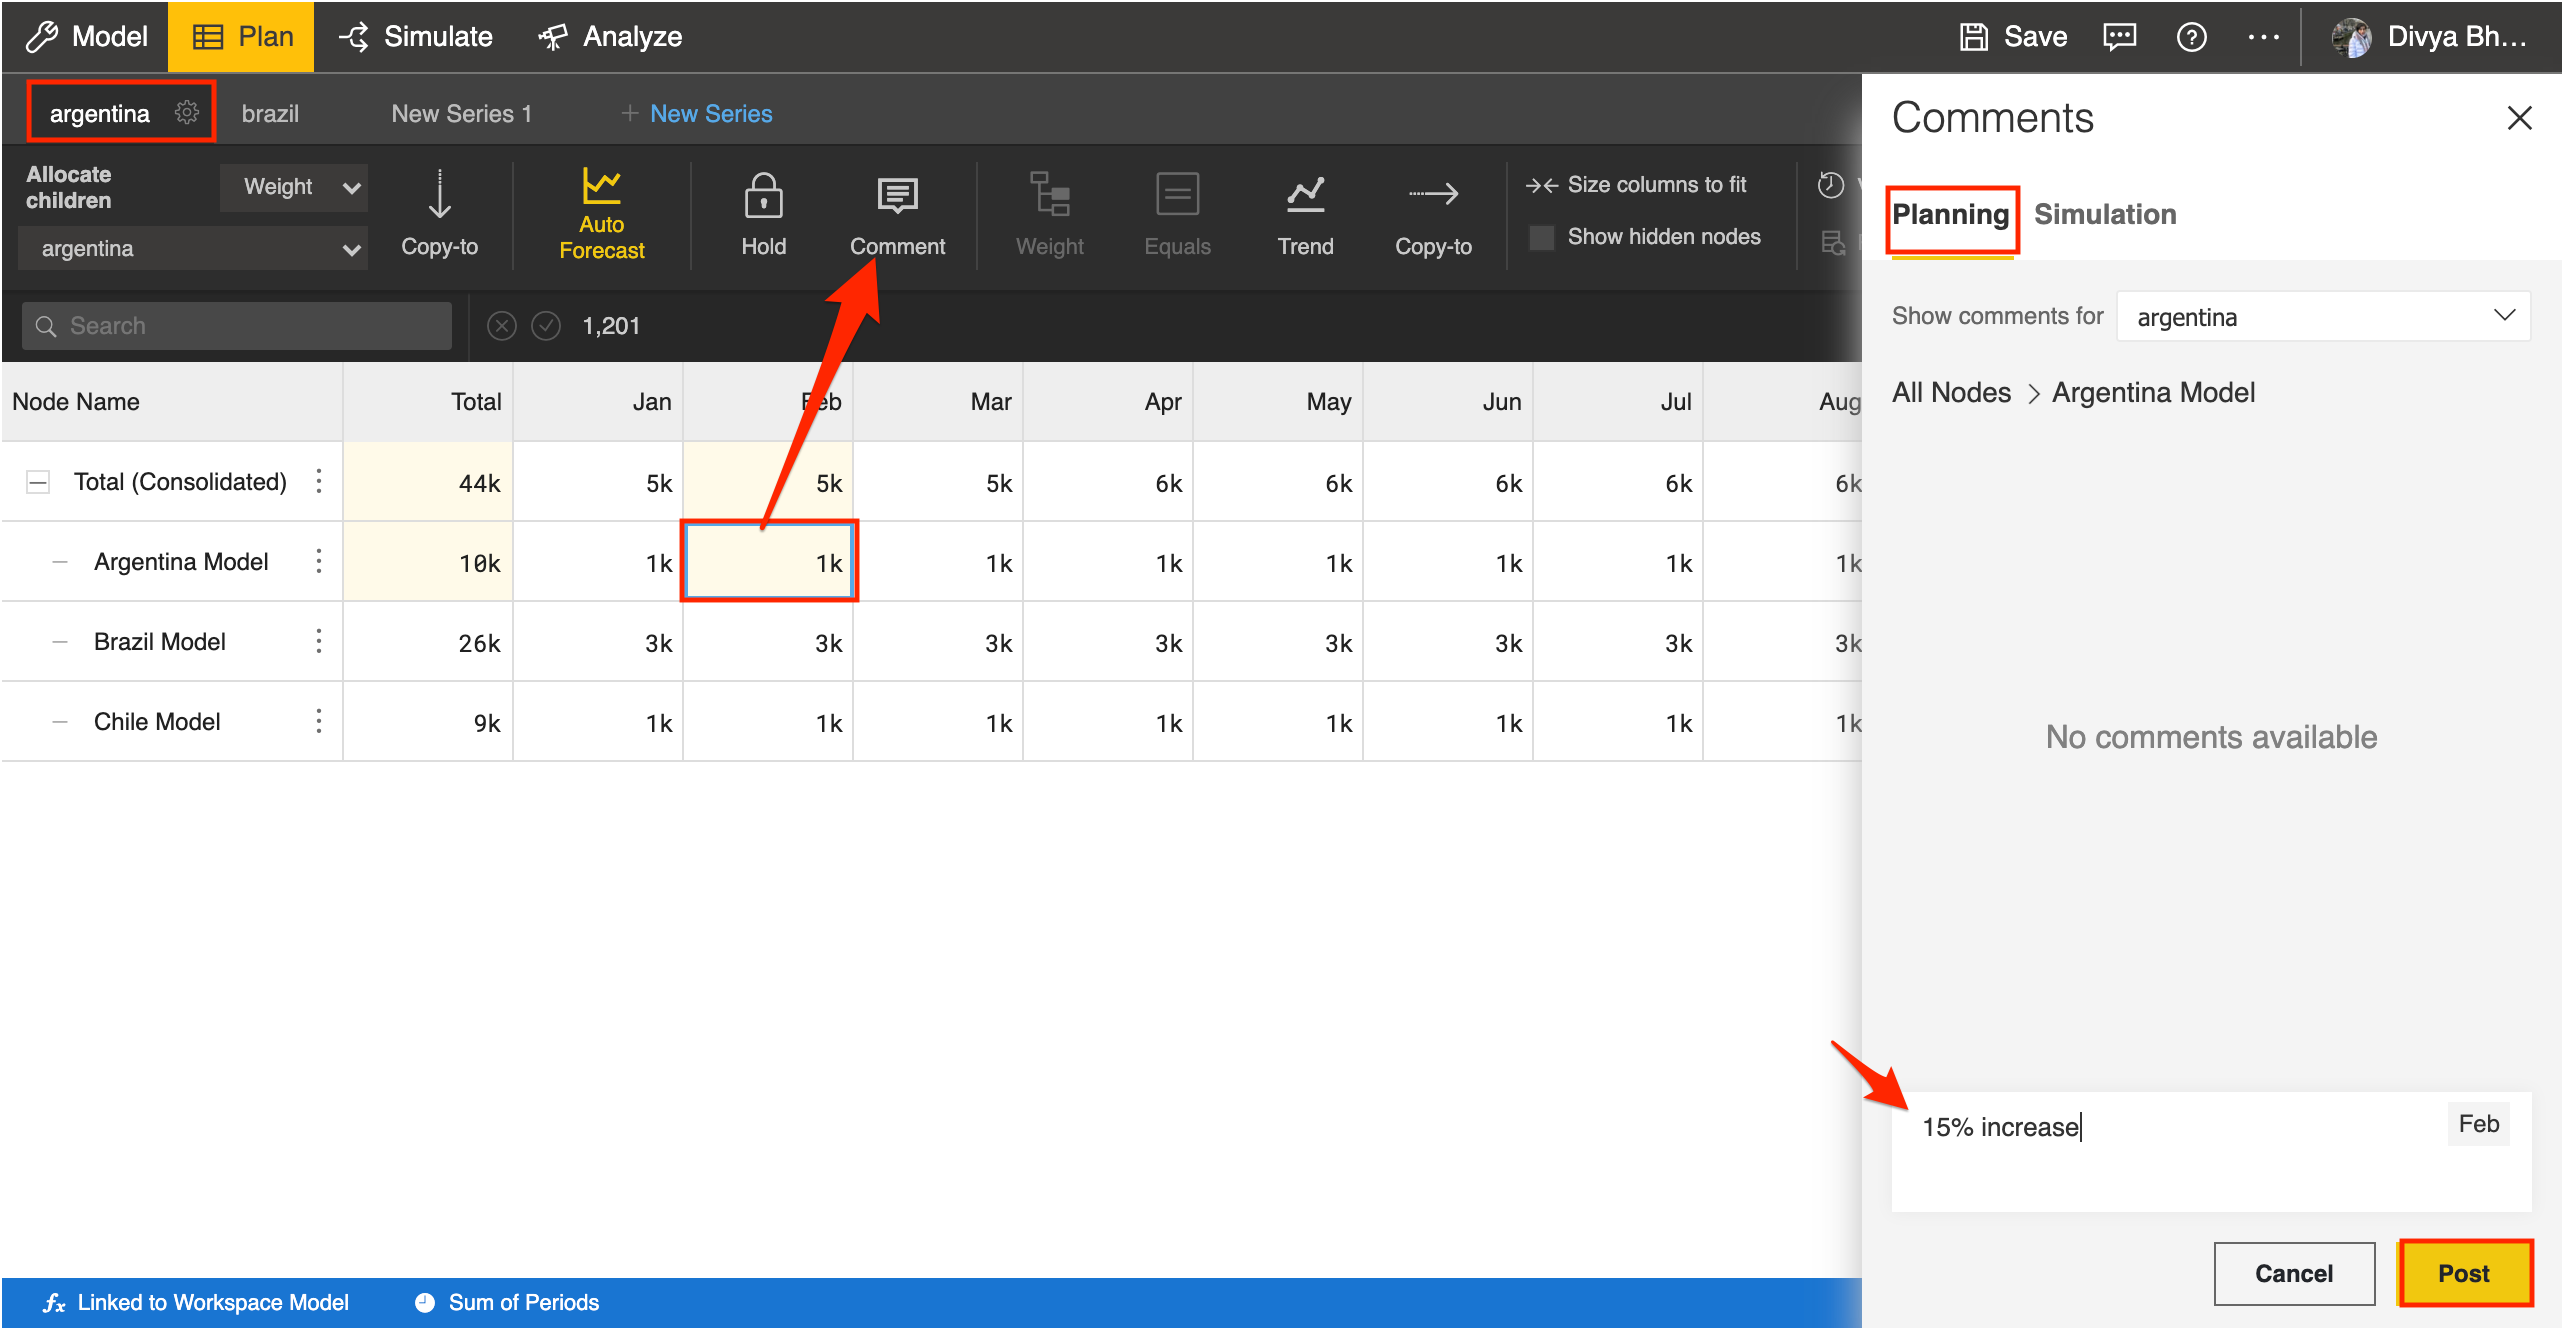 Model Plan Simulate Analyze Save Divya Bh...
argentina brazil New Series 1 + New Series
Comments
Allocate children
Weight
argentina
Copy-to
Auto Forecast
Hold
Comment
Weight
Equals
Trend
Copy-to
Size columns to fit
Show hidden nodes
Planning Simulation
Search 1,201
Show comments for argentina
All Nodes > Argentina Model
Node Name Total Jan Feb Mar Apr May Jun Jul Aug
Total (Consolidated) 44k 5k 5k 5k 6k 6k 6k 6k 6k
Argentina Model 10k 1k 1k 1k 1k 1k 1k 1k 1k
Brazil Model 26k 3k 3k 3k 3k 3k 3k 3k 3k
Chile Model 9k 1k 1k 1k 1k 1k 1k 1k 1k
No comments available
15% increase Feb
Cancel Post
fx Linked to Workspace Model Sum of Periods